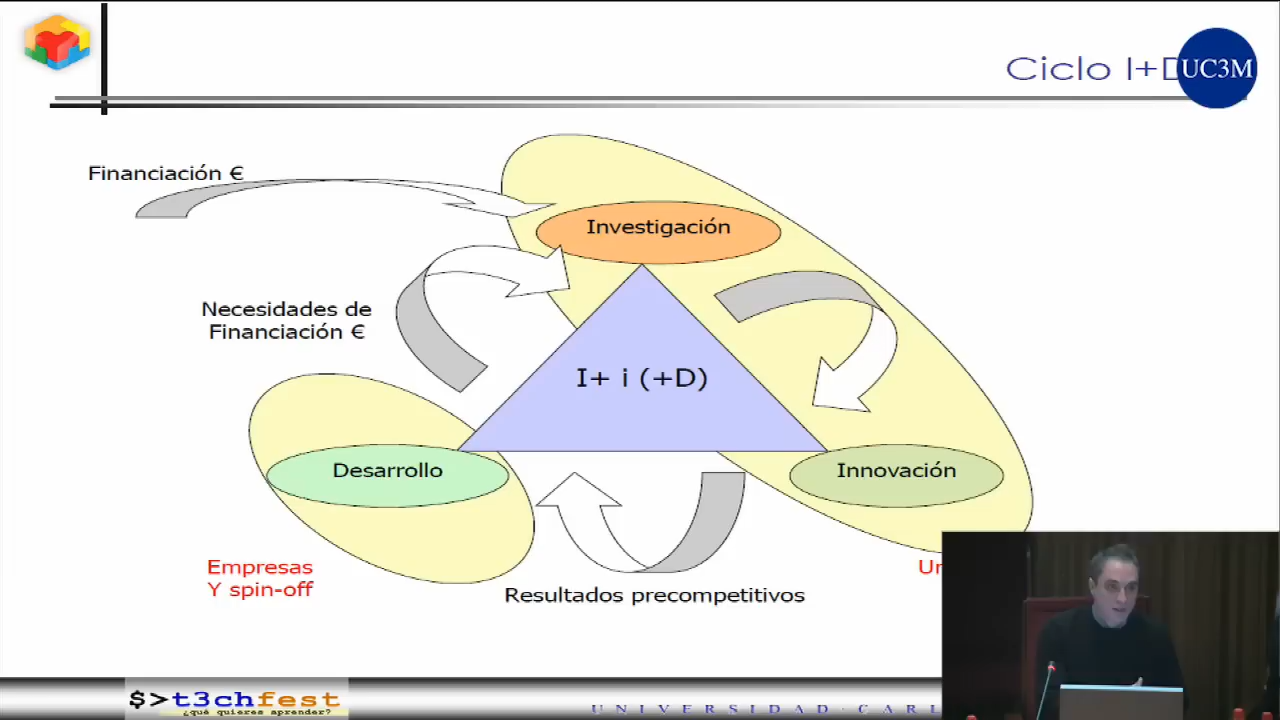 Ciclo I+D
UC3M
Financiación €
Investigación
Necesidades de
Financiación €
I+ i (+D)
Desarrollo
Innovación
Empresas
Y spin-off
Resultados precompetitivos
$>t3chfest
¿qué quieres aprender?
UNIVERSIDAD · CARL